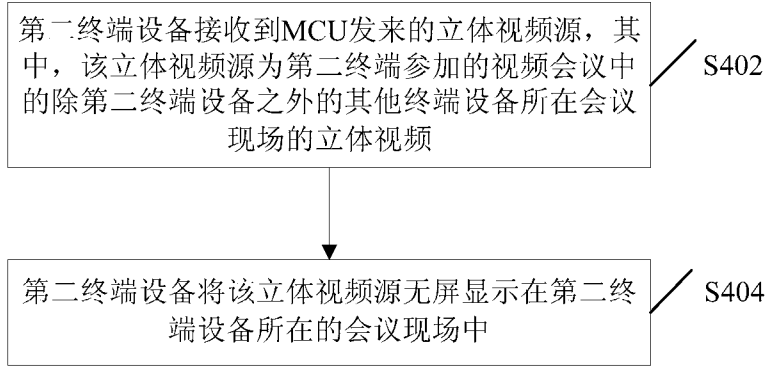 第二终端设备接收到MCU发来的立体视频源，其
中，该立体视频源为第二终端参加的视频会议中
的除第二终端设备之外的其他终端设备所在会议
现场的立体视频
S402
第二终端设备将该立体视频源无屏显示在第二终
端设备所在的会议现场中
S404